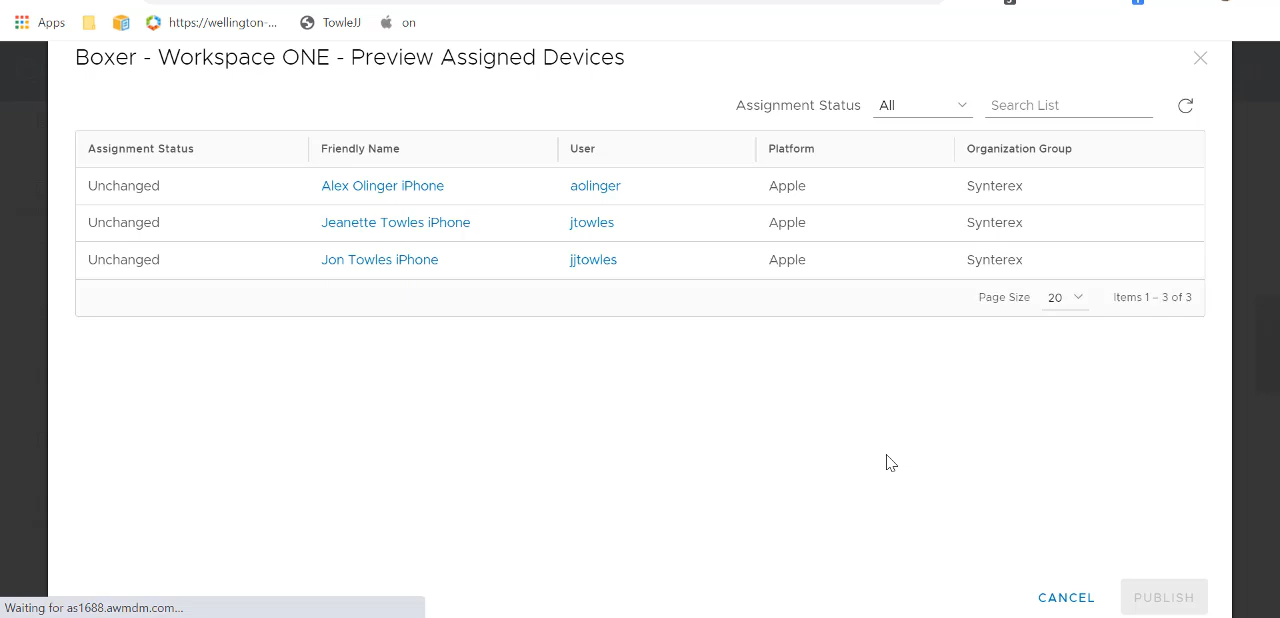 Apps https://wellington-... TowleJJ on
Boxer - Workspace ONE - Preview Assigned Devices
Assignment Status All Search List
Assignment Status Friendly Name User Platform Organization Group
Unchanged Alex Olinger iPhone aolinger Apple Synterex
Unchanged Jeanette Towles iPhone jtowles Apple Synterex
Unchanged Jon Towles iPhone jjtowles Apple Synterex
Page Size 20 Items 1 – 3 of 3
CANCEL PUBLISH
Waiting for as1688.awmdm.com...